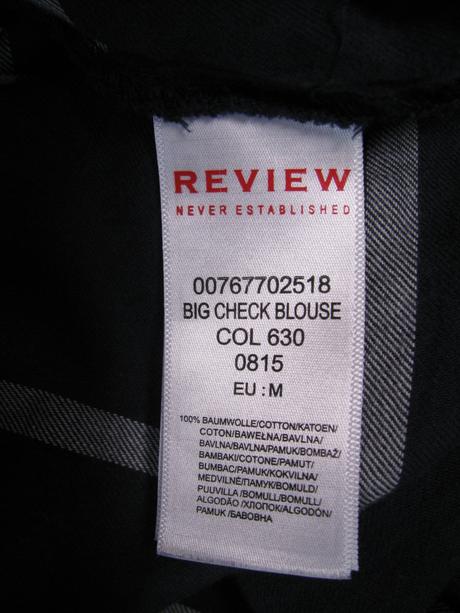 REVIEW
NEVER ESTABLISHED
00767702518
BIG CHECK BLOUSE
COL 630
0815
EU : M
100% BAUMWOLLE/COTTON/KATOEN/
COTON/BAWEŁNA/BAVLNA/
BAVLNA/BAVLNA/PAMUK/BOMBAŽ/
BAMBAKI/COTONE/PAMUT/
BUMBAC/PAMUK/KOKVILNA/
MEDVILNĖ/ПАМУК/BOMULD/
PUUVILLA/BOMULL/BOMULL/
ALGODÃO/ХЛОПОК/ALGODÓN/
PAMUK/БАВОВНА